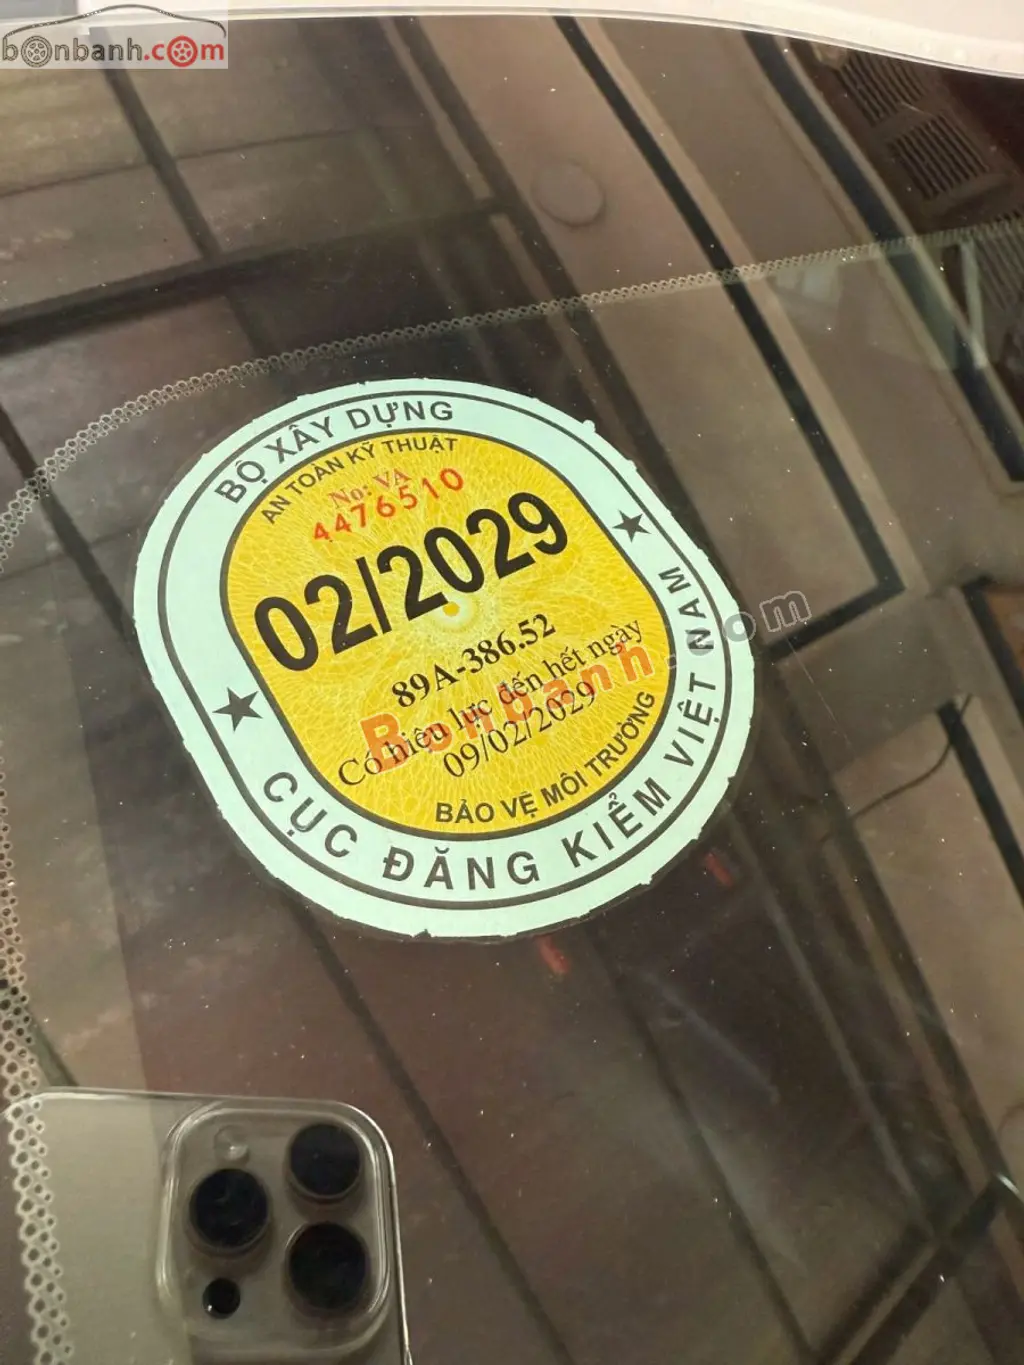 bonbanh.com
BỘ XÂY DỰNG
AN TOÀN KỸ THUẬT
No: VA
4476510
02/2029
89A-386.52
Có hiệu lực đến hết ngày
09/02/2029
BẢO VỆ MÔI TRƯỜNG
CỤC ĐĂNG KIỂM VIỆT NAM
Bonbanh.com